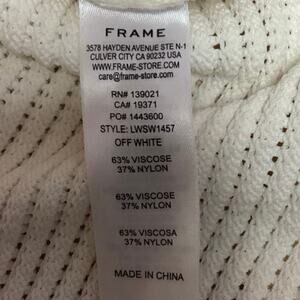 FRAME
3578 HAYDEN AVENUE STE N-1
CULVER CITY CA 90232 USA
WWW.FRAME-STORE.COM
care@frame-store.com
RN# 139021
CA# 19371
PO# 1443600
STYLE: LWSW1457
OFF WHITE
63% VISCOSE
37% NYLON
63% VISCOSE
37% NYLON
63% VISCOSA
37% NYLON
MADE IN CHINA